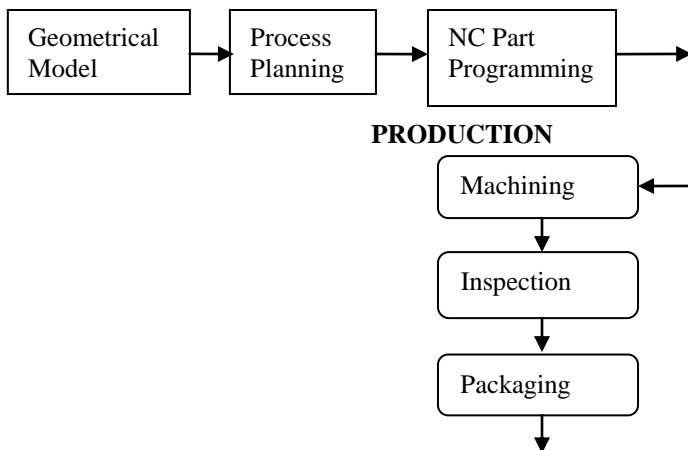 Geometrical
Model
Process
Planning
NC Part
Programming
PRODUCTION
Machining
Inspection
Packaging